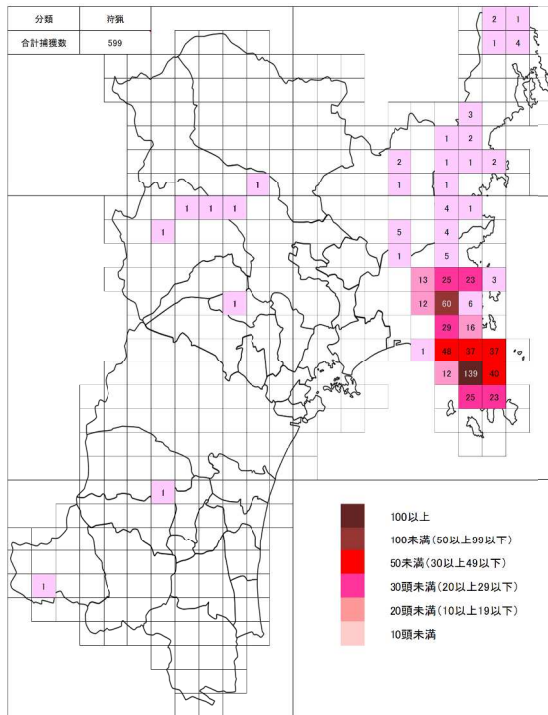 分類 狩猟
合計捕獲数 599
2 1
1 4
3
1 2
2 1 1 2
1 1 1
1 1 1 4 1
1 5 4
1 5
13 25 23 3
1 12 60 6
29 16
1 48 37 37
12 139 40
25 23
1
1
100以上
100未満(50以上99以下)
50未満(30以上49以下)
30頭未満(20以上29以下)
20頭未満(10以上19以下)
10頭未満